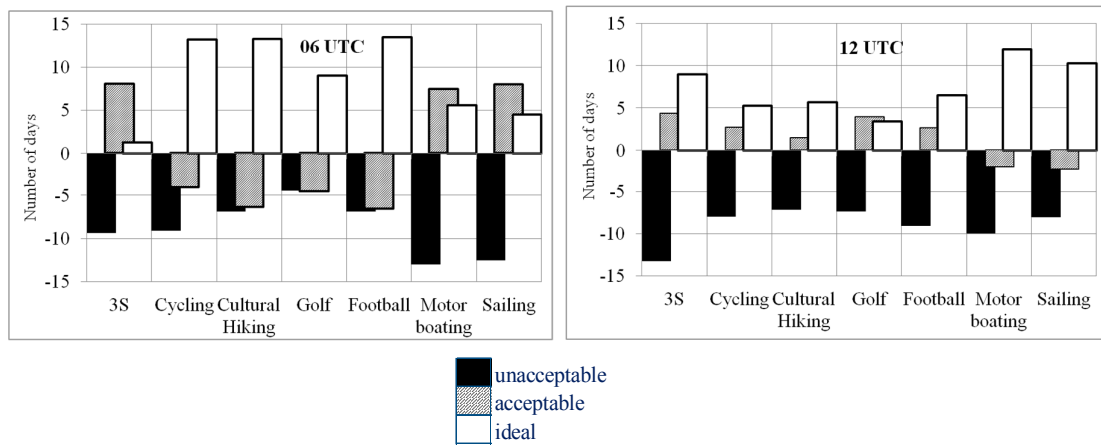 06 UTC
Number of days
15
10
5
0
-5
-10
-15
3S
Cycling
Cultural
Hiking
Golf
Football
Motor
boating
Sailing
12 UTC
Number of days
15
10
5
0
-5
-10
-15
3S
Cycling
Cultural
Hiking
Golf
Football
Motor
boating
Sailing
unacceptable
acceptable
ideal